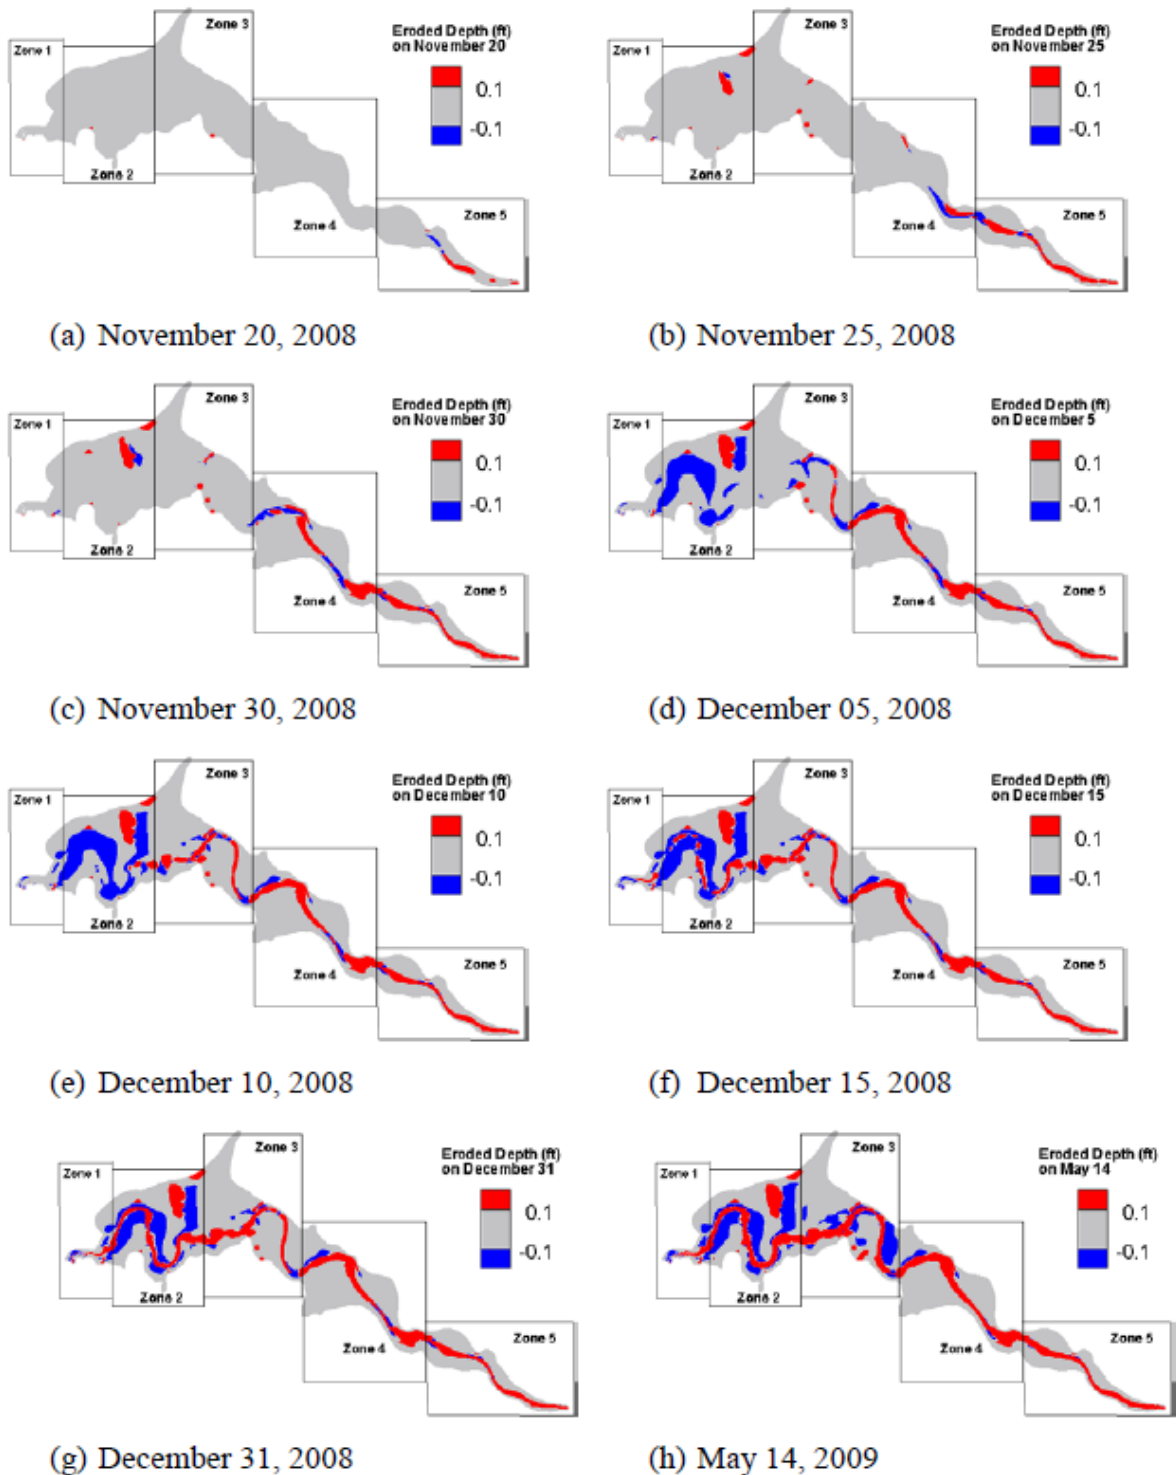 Zone 1
Zone 3
Eroded Depth (ft)
on November 20
0.1
-0.1
Zone 2
Zone 4
Zone 5
(a) November 20, 2008
Zone 1
Zone 3
Eroded Depth (ft)
on November 25
0.1
-0.1
Zone 2
Zone 4
Zone 5
(b) November 25, 2008
Zone 1
Zone 3
Eroded Depth (ft)
on November 30
0.1
-0.1
Zone 2
Zone 4
Zone 5
(c) November 30, 2008
Zone 1
Zone 3
Eroded Depth (ft)
on December 5
0.1
-0.1
Zone 2
Zone 4
Zone 5
(d) December 05, 2008
Zone 1
Zone 3
Eroded Depth (ft)
on December 10
0.1
-0.1
Zone 2
Zone 4
Zone 5
(e) December 10, 2008
Zone 1
Zone 3
Eroded Depth (ft)
on December 15
0.1
-0.1
Zone 2
Zone 4
Zone 5
(f) December 15, 2008
Zone 1
Zone 3
Eroded Depth (ft)
on December 31
0.1
-0.1
Zone 2
Zone 4
Zone 5
(g) December 31, 2008
Zone 1
Zone 3
Eroded Depth (ft)
on May 14
0.1
-0.1
Zone 2
Zone 4
Zone 5
(h) May 14, 2009